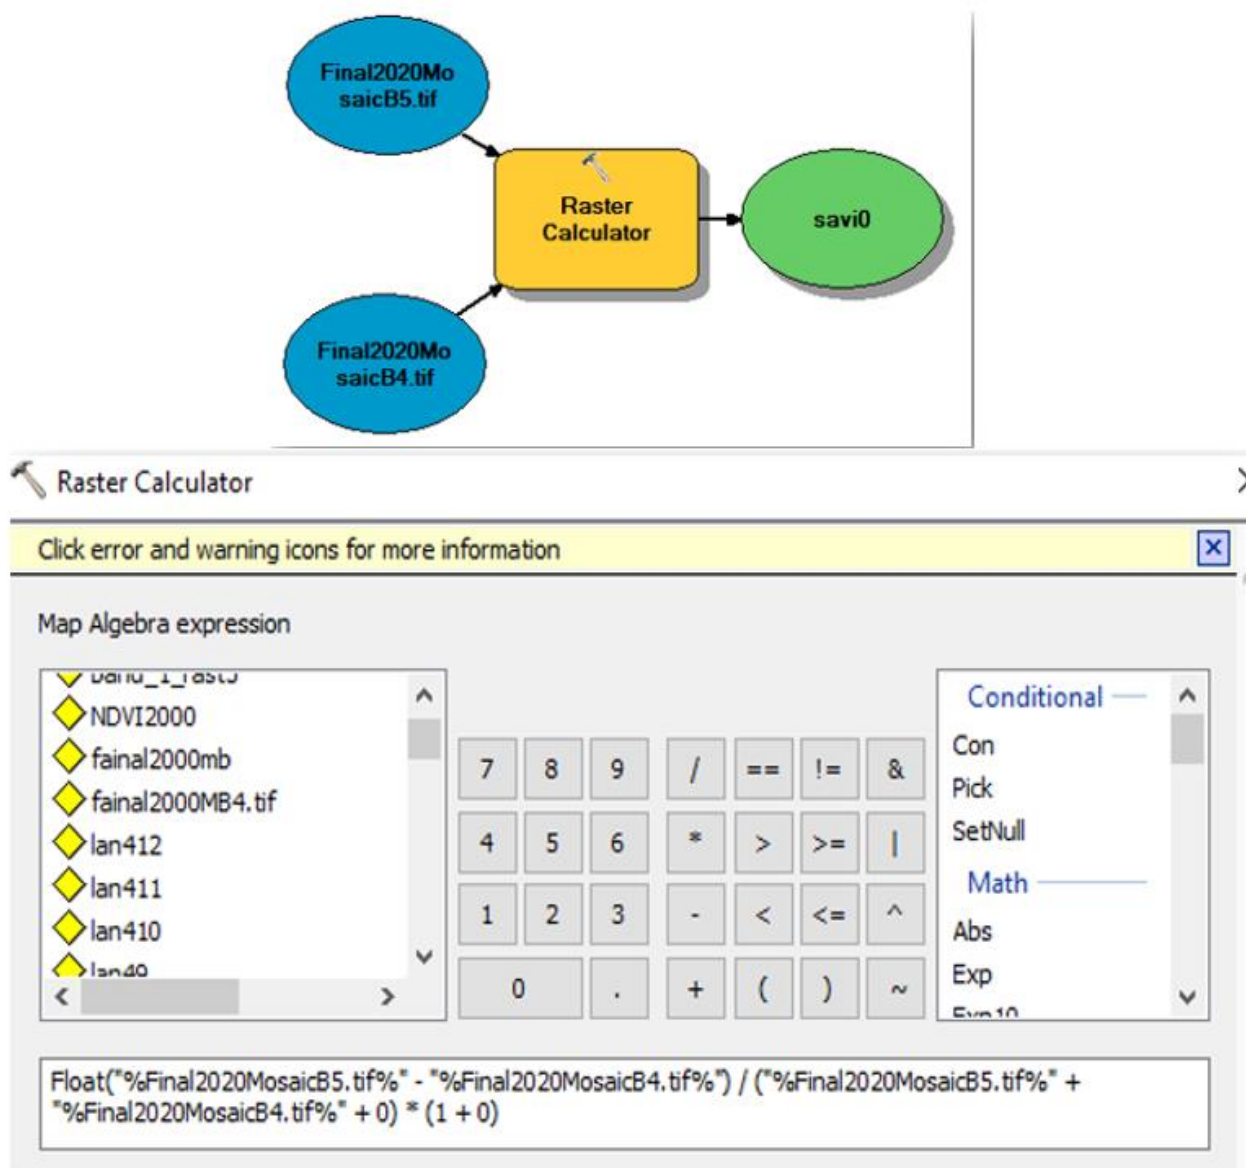 Final2020Mo
saicB5.tif
Raster
Calculator
savi0
Final2020Mo
saicB4.tif
Raster Calculator
Click error and warning icons for more information
Map Algebra expression
band_1_rast5
NDVI2000
fainal2000mb
fainal2000MB4.tif
lan412
lan411
lan410
lan49
7 8 9 / == != &
4 5 6 * > >= |
1 2 3 - < <= ^
0 . + ( ) ~
Conditional
Con
Pick
SetNull
Math
Abs
Exp
Exp10
Float("%Final2020MosaicB5.tif%" - "%Final2020MosaicB4.tif%") / ("%Final2020MosaicB5.tif%" +
"%Final2020MosaicB4.tif%" + 0) * (1 + 0)